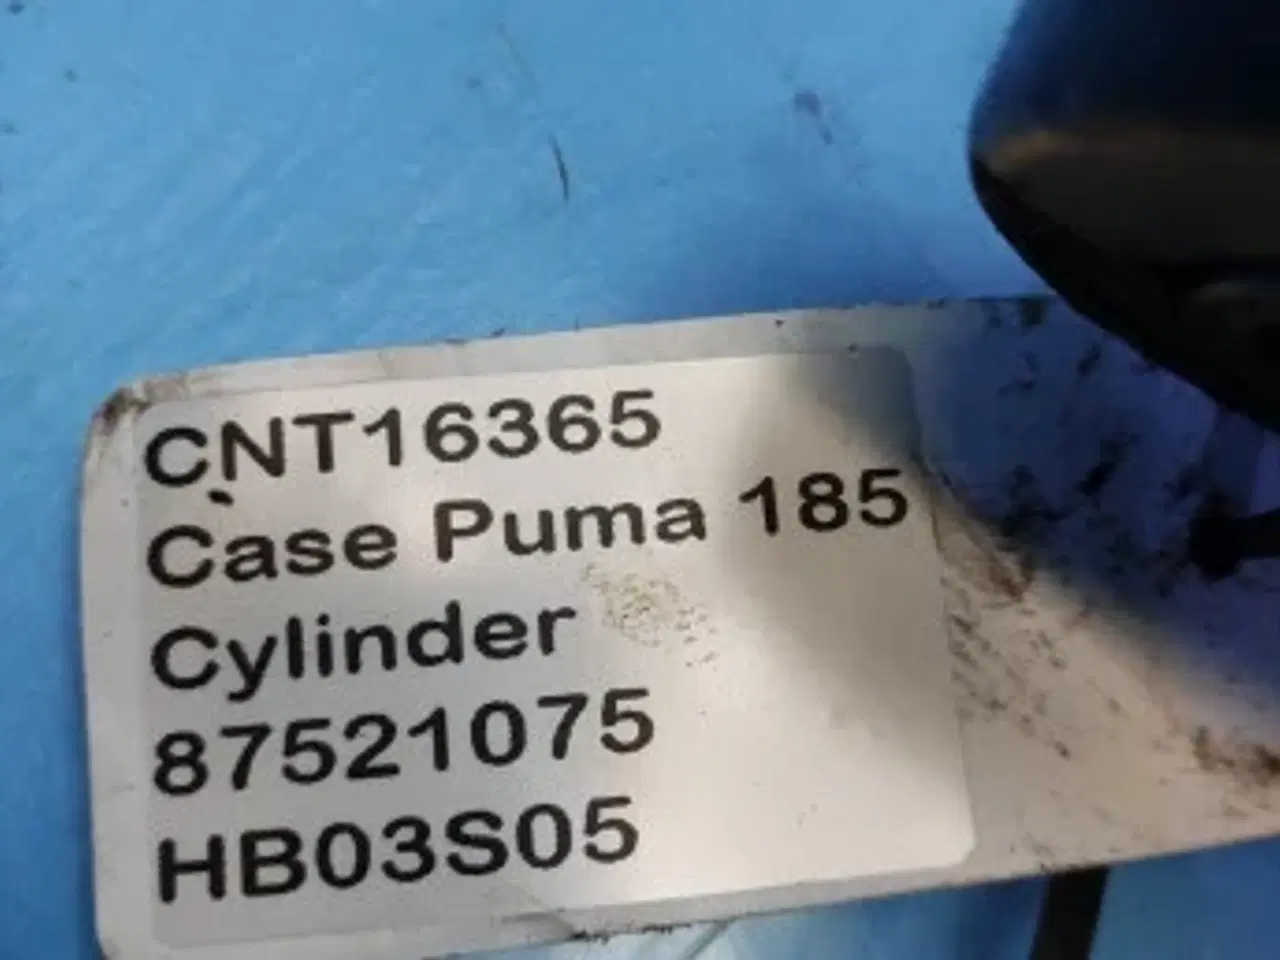 CNT16365
Case Puma 185
Cylinder
87521075
HB03S05